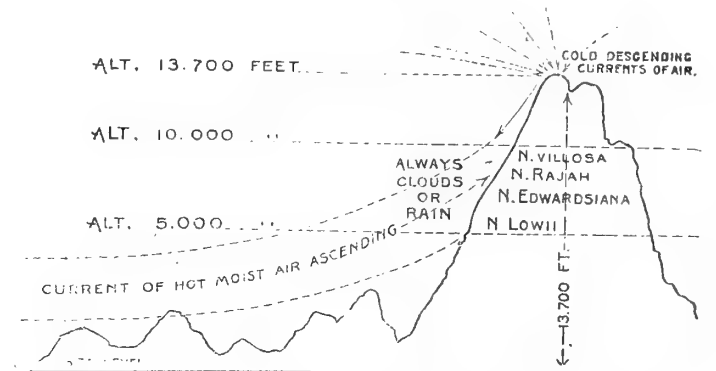 COLD DESCENDING
CURRENTS OF AIR.
ALT. 13.700 FEET
ALT. 10.000 "
ALWAYS
CLOUDS
OR
RAIN
N. VILLOSA
N. RAJAH
N. EDWARDSIANA
N LOWII
ALT. 5.000 "
CURRENT OF HOT MOIST AIR ASCENDING
13.700 FT.